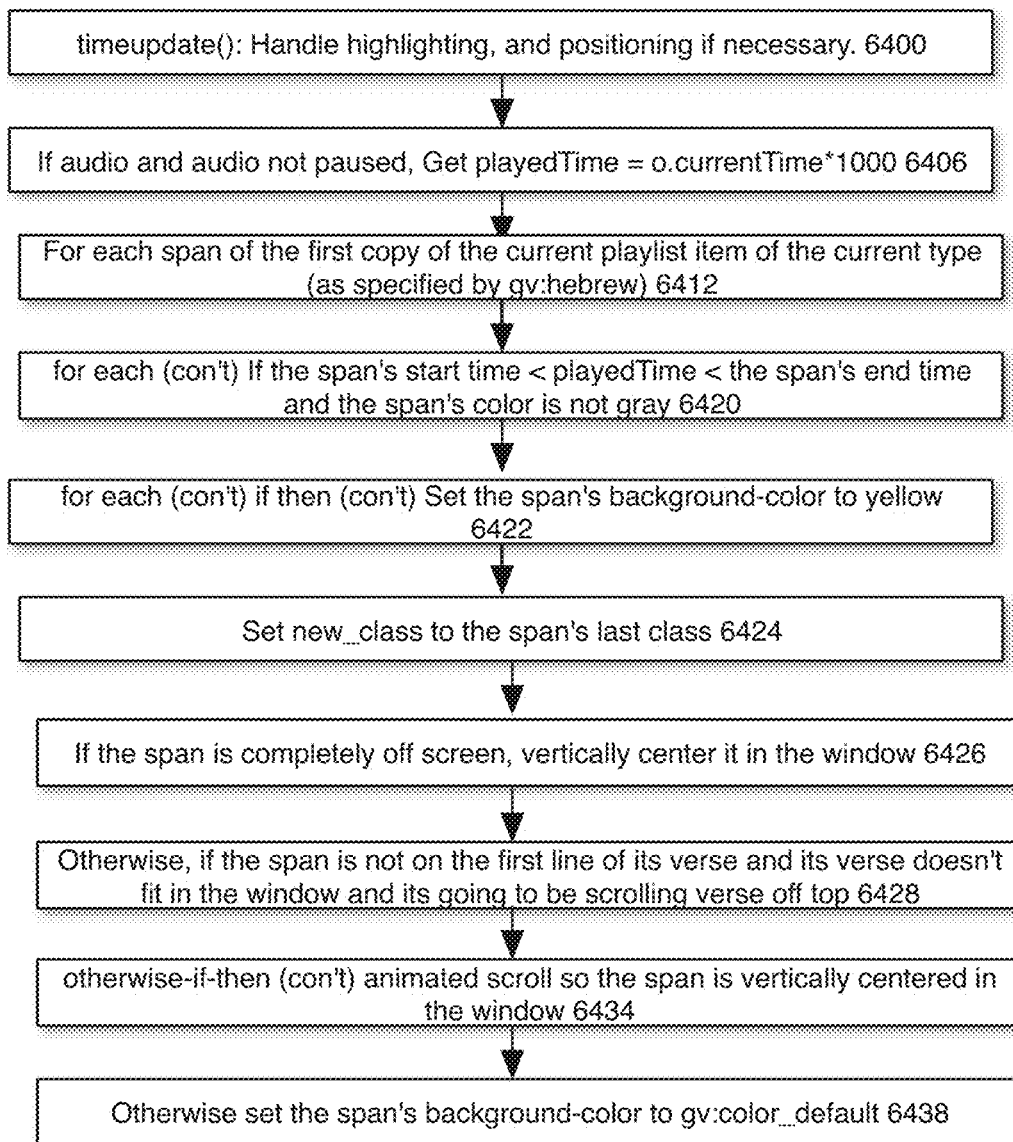 timeupdate(): Handle highlighting, and positioning if necessary. 6400
If audio and audio not paused, Get playedTime = o.currentTime*1000 6406
For each span of the first copy of the current playlist item of the current type
(as specified by gv:hebrew) 6412
for each (con't) If the span's start time < playedTime < the span's end time
and the span's color is not gray 6420
for each (con't) if then (con't) Set the span's background-color to yellow
6422
Set new_class to the span's last class 6424
If the span is completely off screen, vertically center it in the window 6426
Otherwise, if the span is not on the first line of its verse and its verse doesn't
fit in the window and its going to be scrolling verse off top 6428
otherwise-if-then (con't) animated scroll so the span is vertically centered in
the window 6434
Otherwise set the span's background-color to gv:color_default 6438